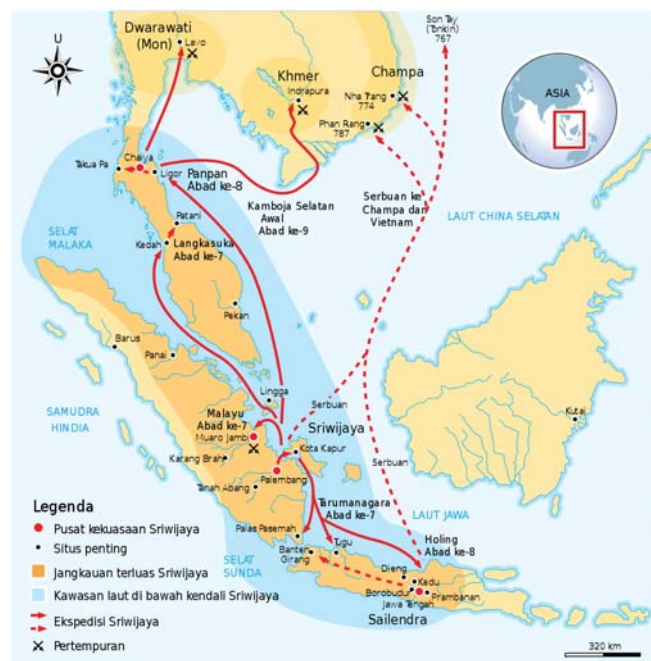 U
Dwarawati
(Mon)
Lavo
Son Tay
(Tonkin)
767
Khmer
Indrapura
Champa
Nha Trang
774
Phan Rang
787
ASIA
Chaiya
Takua Pa
Ligor
Panpan
Abad ke-8
Kamboja Selatan
Awal
Abad ke-9
Serbuan ke
Champa dan
Vietnam
LAUT CHINA SELATAN
Patani
SELAT
MALAKA
Kedah
Langkasuka
Abad ke-7
Pekan
Barus
Panai
Lingga
Serbuan
SAMUDRA
HINDIA
Malayu
Abad ke-7
Muaro Jambi
Sriwijaya
Kota Kapur
Kutai
Karang Brahi
Palembang
Serbuan
Tanah Abang
Tarumanagara
Abad ke-7
LAUT JAWA
Palas Pasemah
Holing
Abad ke-8
SELAT
SUNDA
Banten
Girang
Tugu
Dieng
Kedu
Borobudur
Prambanan
Jawa Tengah
Sailendra
Legenda
Pusat kekuasaan Sriwijaya
Situs penting
Jangkauan terluas Sriwijaya
Kawasan laut di bawah kendali Sriwijaya
Ekspedisi Sriwijaya
Pertempuran
320 km